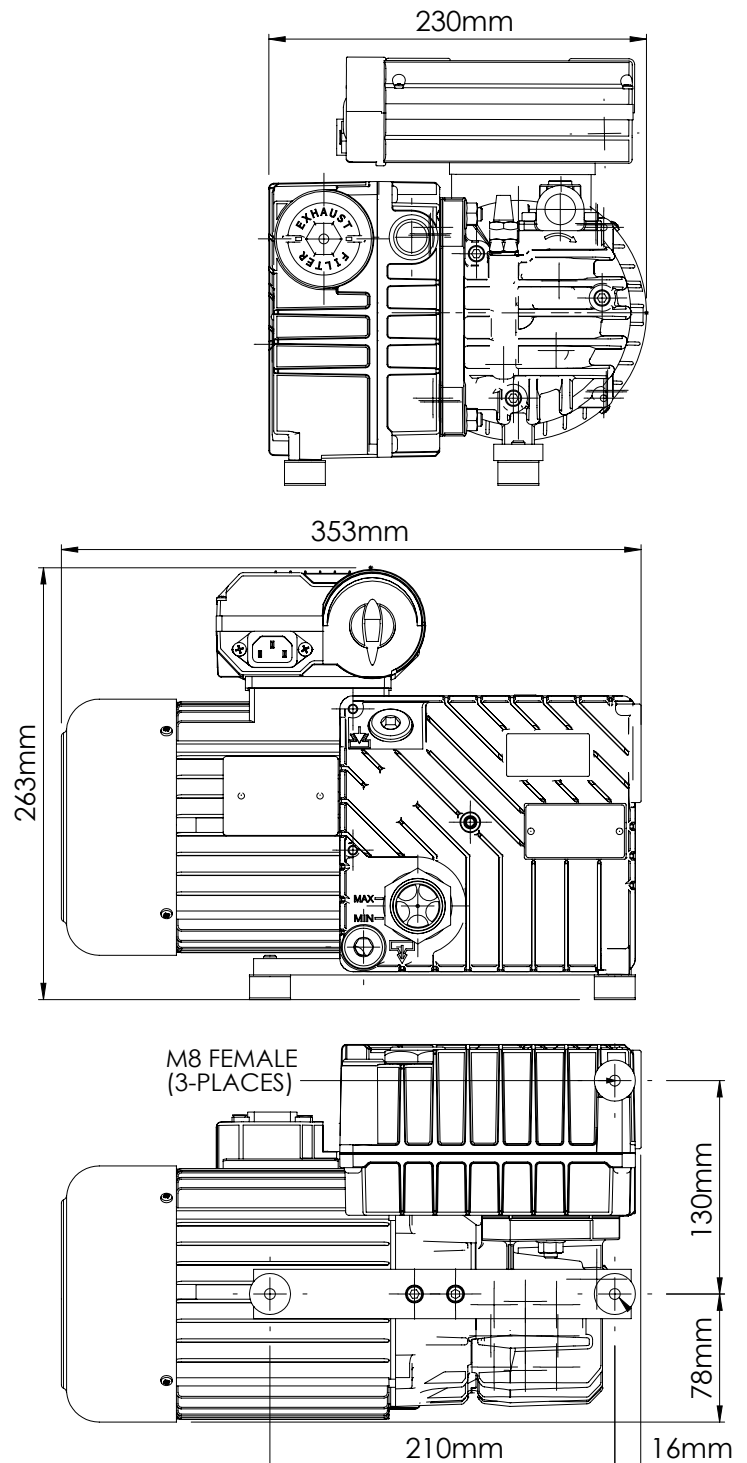 230mm
EXHAUST
FILTER
353mm
263mm
MAX
MIN
M8 FEMALE
(3-PLACES)
130mm
78mm
210mm
16mm